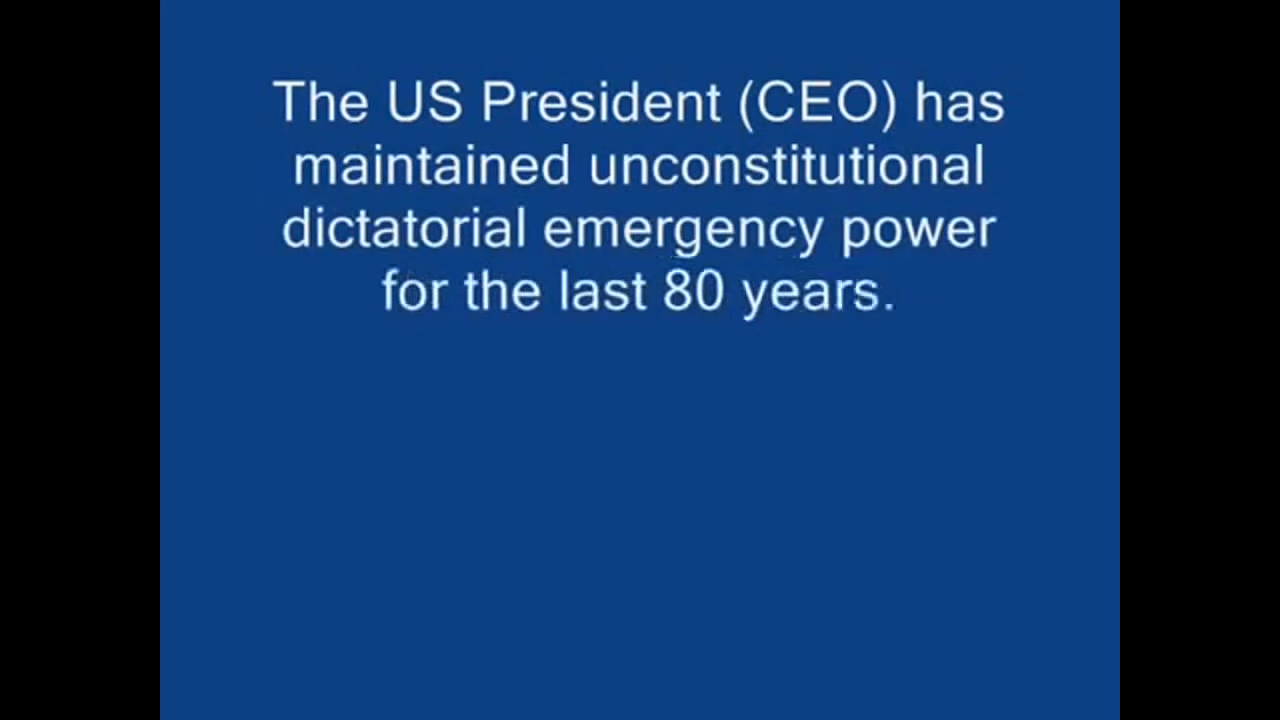 The US President (CEO) has
maintained unconstitutional
dictatorial emergency power
for the last 80 years.